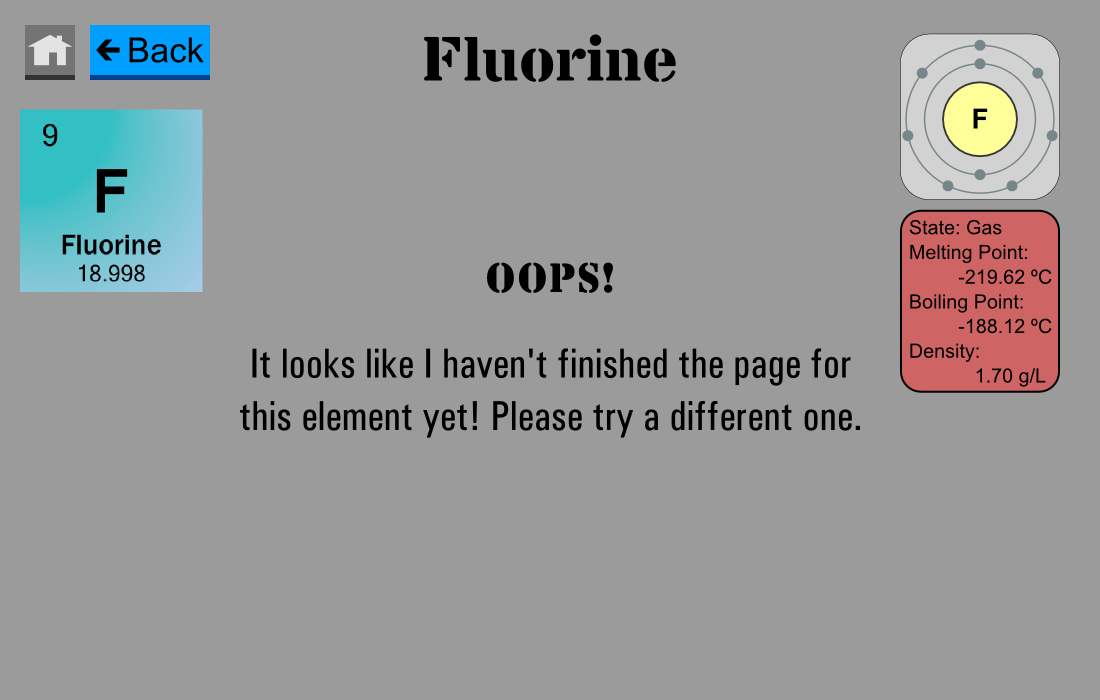 Back
Fluorine
9
F
Fluorine
18.998
F
State: Gas
Melting Point:
-219.62 ºC
Boiling Point:
-188.12 ºC
Density:
1.70 g/L
OOPS!
It looks like I haven't finished the page for
this element yet! Please try a different one.